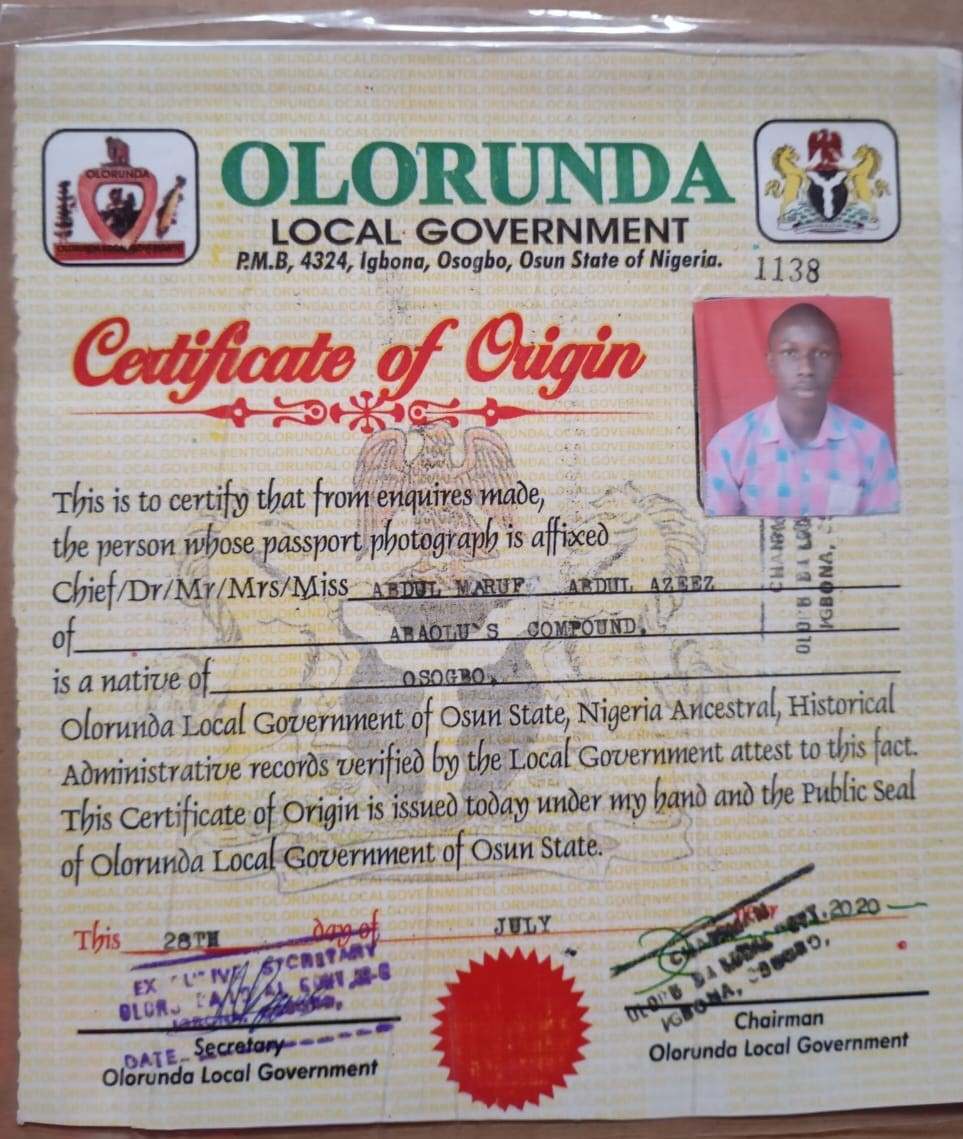 OLORUNDA
OLORUNDA
LOCAL GOVERNMENT
P.M.B, 4324, Igbona, Osogbo, Osun State of Nigeria.
1138
Certificate of Origin
This is to certify that from enquires made,
the person whose passport photograph is affixed
Chief/Dr/Mr/Mrs/Miss ABDUL MARUF ABDUL AZEEZ
of ABAOLU`S COMPOUND.
is a native of OSOGBO.
Olorunda Local Government of Osun State, Nigeria Ancestral, Historical
Administrative records verified by the Local Government attest to this fact.
This Certificate of Origin is issued today under my hand and the Public Seal
of Olorunda Local Government of Osun State.
This 28TH day of JULY 2020
CHAIRMAN
IGBONA,
SECRETARY
DATE
Secretary
Olorunda Local Government
Chairman
Olorunda Local Government